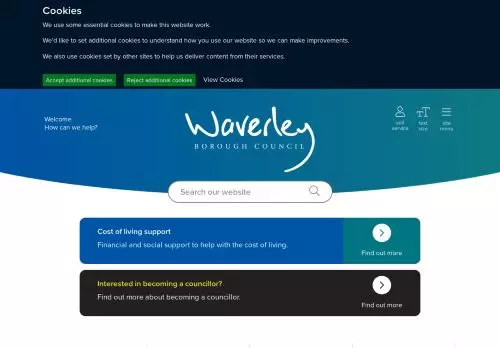 Cookies
We use some essential cookies to make this website work.
We'd like to set additional cookies to understand how you use our website so we can make improvements.
We also use cookies set by other sites to help us deliver content from their services.
Accept additional cookies
Reject additional cookies
View Cookies
Welcome
How can we help?
Waverley
BOROUGH COUNCIL
self service
text size
site menu
Search our website
Cost of living support
Financial and social support to help with the cost of living.
Find out more
Interested in becoming a councillor?
Find out more about becoming a councillor.
Find out more